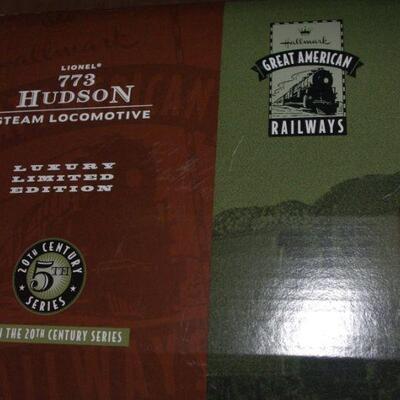 LIONEL®
773
HUDSON
STEAM LOCOMOTIVE
LUXURY
LIMITED
EDITION
20TH CENTURY
5TH
SERIES
THE 20TH CENTURY SERIES
Hallmark
GREAT AMERICAN
RAILWAYS